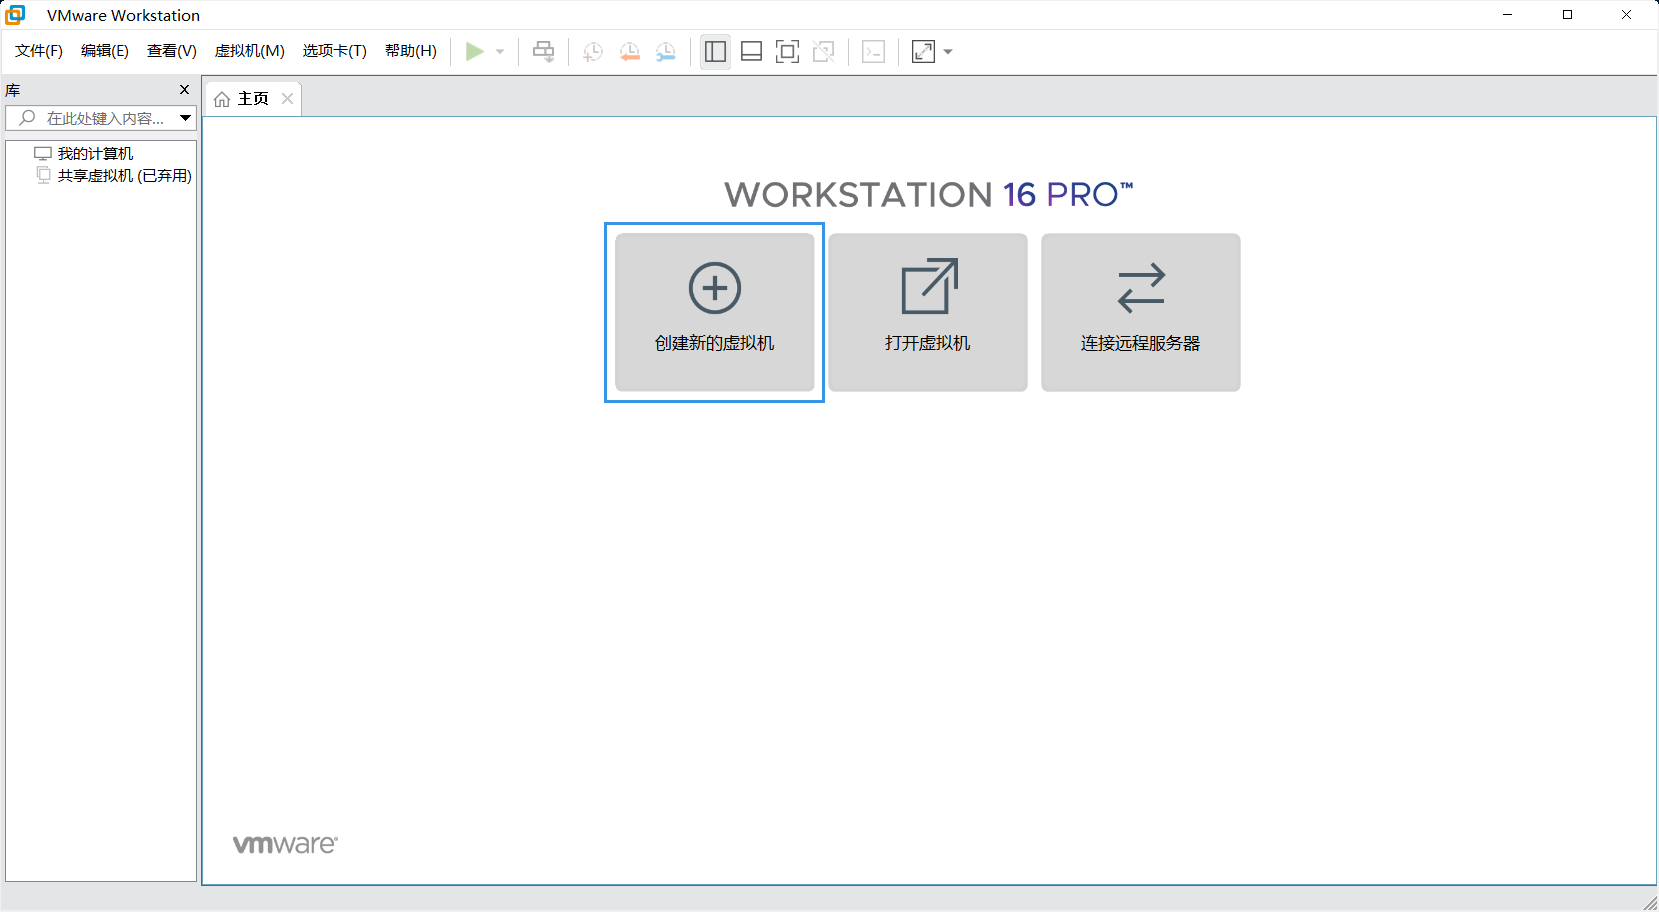 VMware Workstation
文件(F) 编辑(E) 查看(V) 虚拟机(M) 选项卡(T) 帮助(H)
库
在此处键入内容...
我的计算机
共享虚拟机 (已弃用)
主页
WORKSTATION 16 PRO™
创建新的虚拟机
打开虚拟机
连接远程服务器
vmware®